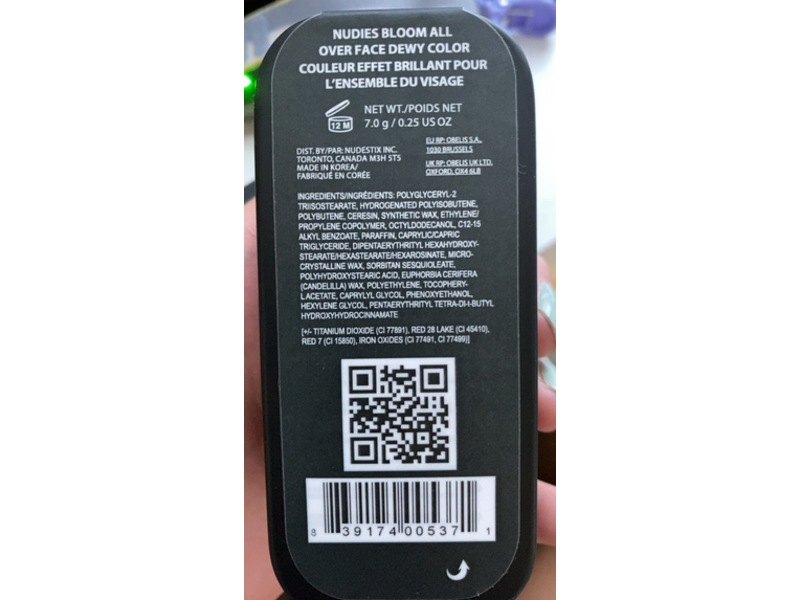 NUDIES BLOOM ALL
OVER FACE DEWY COLOR
COULEUR EFFET BRILLANT POUR
L'ENSEMBLE DU VISAGE
12 M
NET WT./POIDS NET
7.0 g / 0.25 US OZ
DIST. BY/PAR: NUDESTIX INC.
TORONTO, CANADA M3H 5T5
MADE IN KOREA/
FABRIQUÉ EN CORÉE
EU RP: OBELIS S.A.
1030 BRUSSELS
UK RP: OBELIS UK LTD,
OXFORD, OX4 6LB
INGREDIENTS/INGRÉDIENTS: POLYGLYCERYL-2
TRIISOSTEARATE, HYDROGENATED POLYISOBUTENE,
POLYBUTENE, CERESIN, SYNTHETIC WAX, ETHYLENE/
PROPYLENE COPOLYMER, OCTYLDODECANOL, C12-15
ALKYL BENZOATE, PARAFFIN, CAPRYLIC/CAPRIC
TRIGLYCERIDE, DIPENTAERYTHRITYL HEXAHYDROXY-
STEARATE/HEXASTEARATE/HEXAROSINATE, MICRO-
CRYSTALLINE WAX, SORBITAN SESQUIOLEATE,
POLYHYDROXYSTEARIC ACID, EUPHORBIA CERIFERA
(CANDELILLA) WAX, POLYETHYLENE, TOCOPHERY-
LACETATE, CAPRYLYL GLYCOL, PHENOXYETHANOL,
HEXYLENE GLYCOL, PENTAERYTHRITYL TETRA-DI-t-BUTYL
HYDROXYHYDROCINNAMATE
[+/- TITANIUM DIOXIDE (CI 77891), RED 28 LAKE (CI 45410),
RED 7 (CI 15850), IRON OXIDES (CI 77491, CI 77499)]
8 39174 00537 1